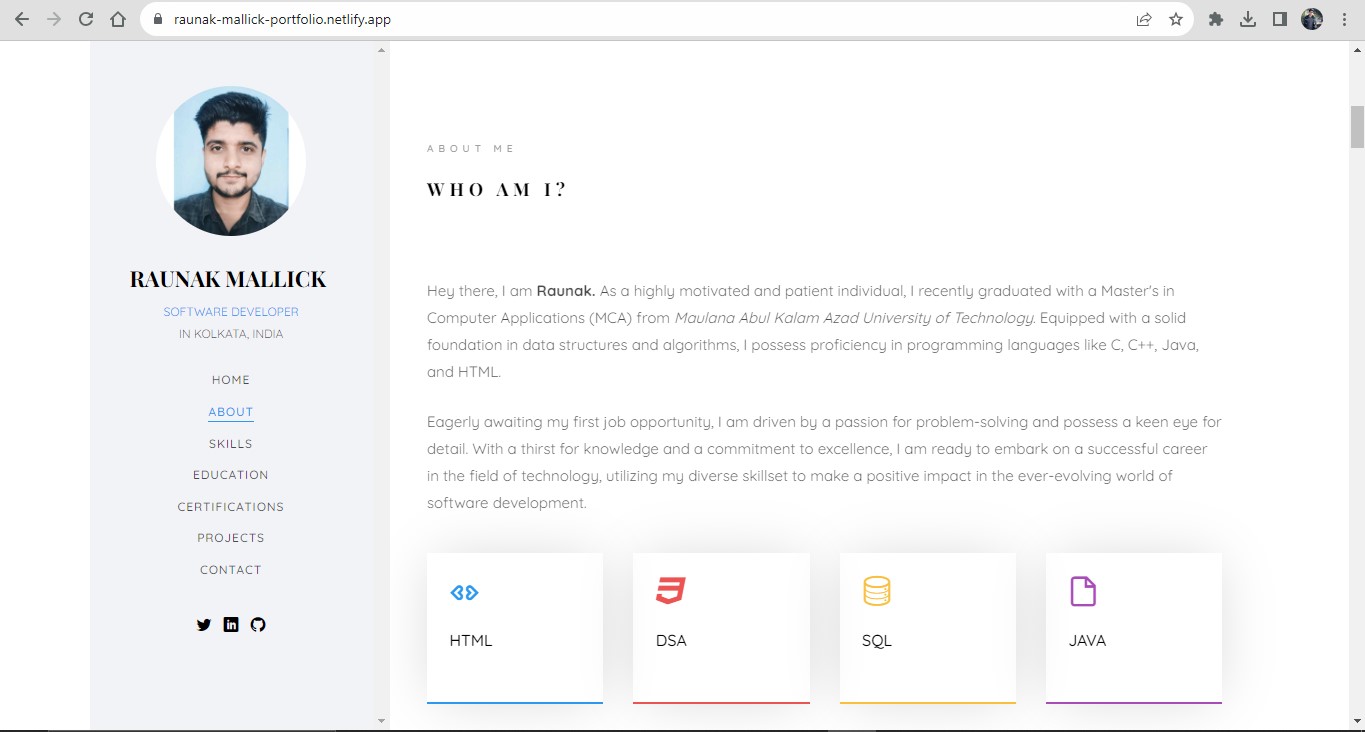 raunak-mallick-portfolio.netlify.app
RAUNAK MALLICK
SOFTWARE DEVELOPER
IN KOLKATA, INDIA
HOME
ABOUT
SKILLS
EDUCATION
CERTIFICATIONS
PROJECTS
CONTACT
ABOUT ME
WHO AM I?
Hey there, I am Raunak. As a highly motivated and patient individual, I recently graduated with a Master's in
Computer Applications (MCA) from Maulana Abul Kalam Azad University of Technology. Equipped with a solid
foundation in data structures and algorithms, I possess proficiency in programming languages like C, C++, Java,
and HTML.
Eagerly awaiting my first job opportunity, I am driven by a passion for problem-solving and possess a keen eye for
detail. With a thirst for knowledge and a commitment to excellence, I am ready to embark on a successful career
in the field of technology, utilizing my diverse skillset to make a positive impact in the ever-evolving world of
software development.
HTML
DSA
SQL
JAVA